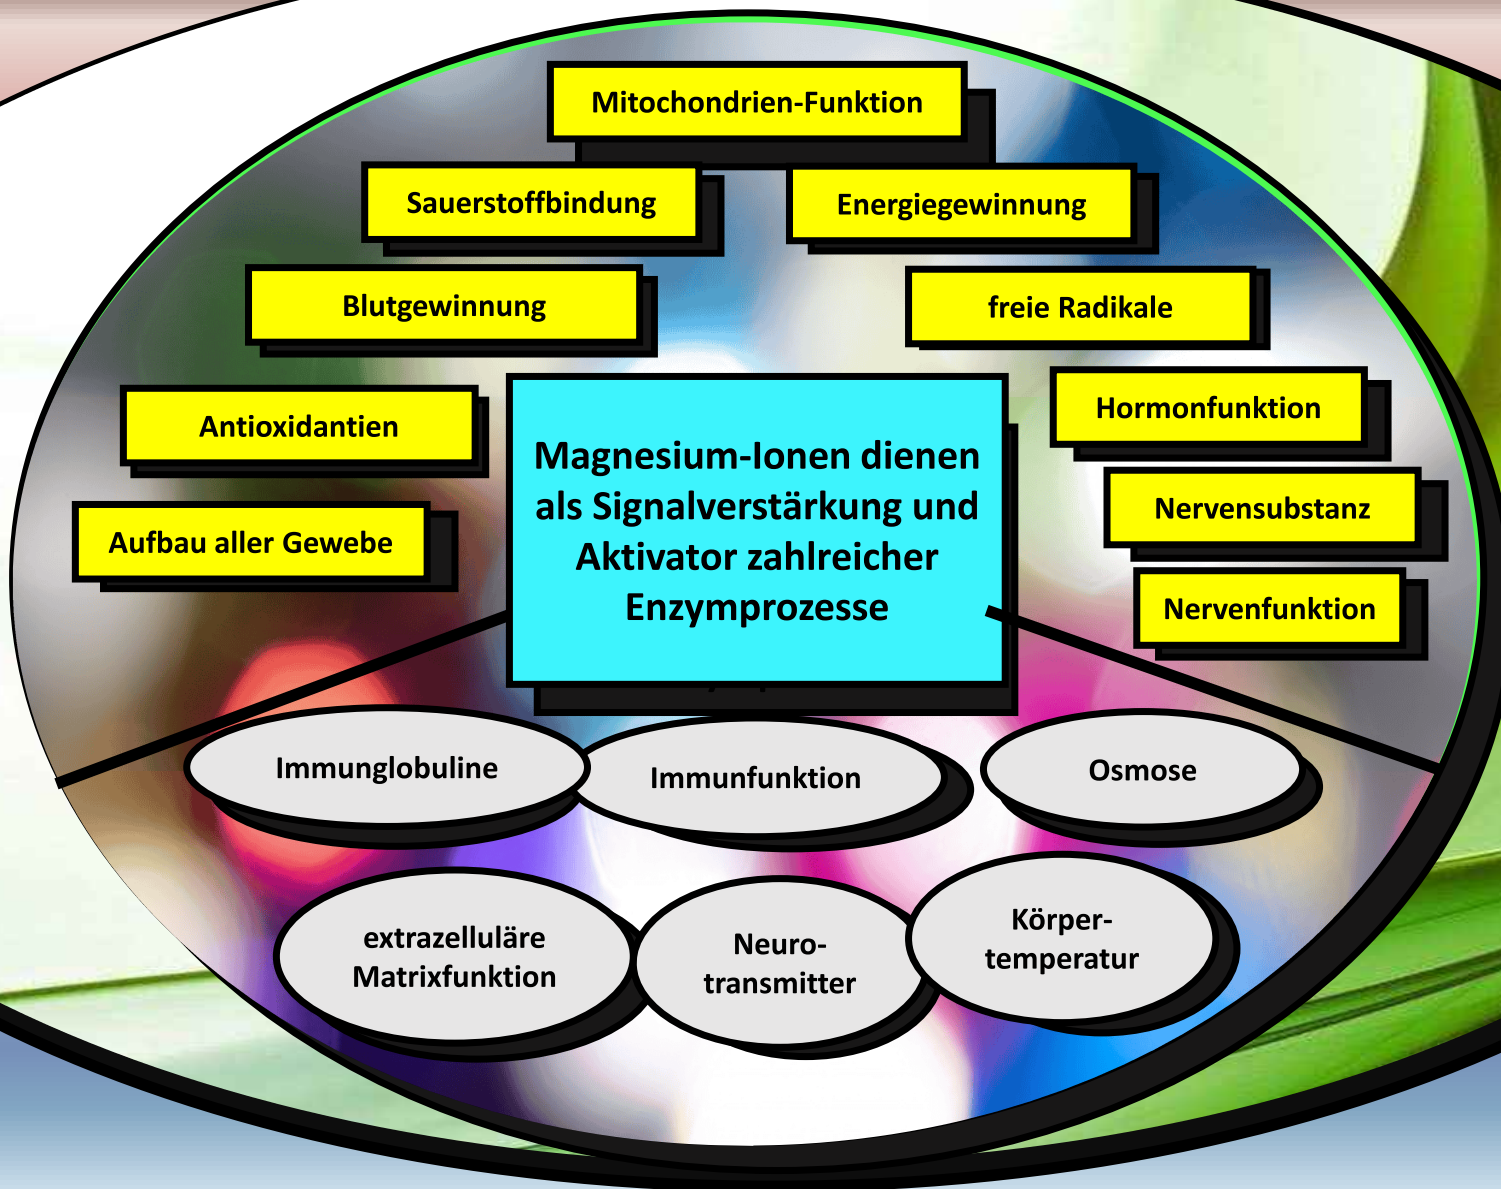 Mitochondrien-Funktion
Sauerstoffbindung
Energiegewinnung
Blutgewinnung
freie Radikale
Antioxidantien
Hormonfunktion
Nervensubstanz
Aufbau aller Gewebe
Nervenfunktion
Magnesium-Ionen dienen
als Signalverstärkung und
Aktivator zahlreicher
Enzymprozesse
Immunglobuline
Immunfunktion
Osmose
extrazelluläre
Matrixfunktion
Neuro-
transmitter
Körper-
temperatur